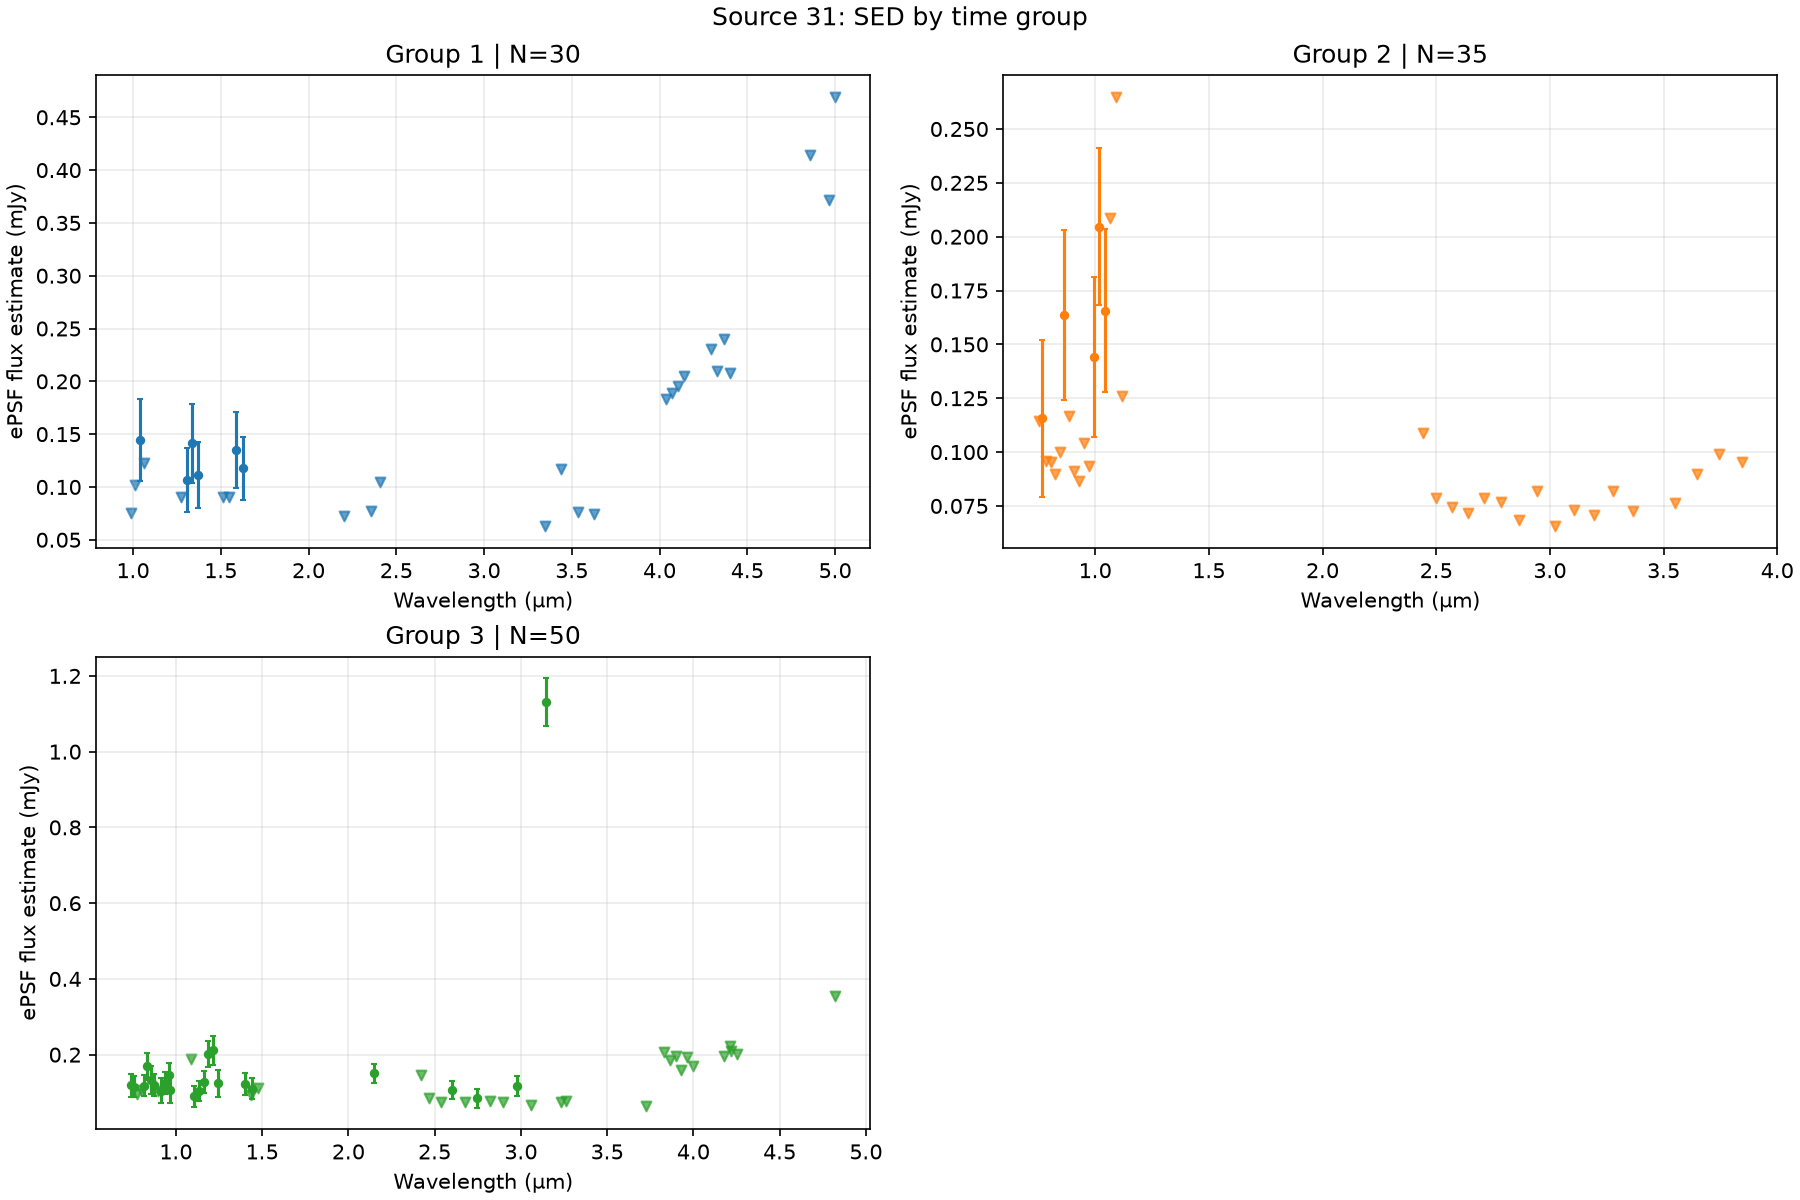 Source 31: SED by time group
Group 1 | N=30
ePSF flux estimate (mJy)
0.45
0.40
0.35
0.30
0.25
0.20
0.15
0.10
0.05
1.0 1.5 2.0 2.5 3.0 3.5 4.0 4.5 5.0
Wavelength (µm)
Group 2 | N=35
ePSF flux estimate (mJy)
0.250
0.225
0.200
0.175
0.150
0.125
0.100
0.075
1.0 1.5 2.0 2.5 3.0 3.5 4.0
Wavelength (µm)
Group 3 | N=50
ePSF flux estimate (mJy)
1.2
1.0
0.8
0.6
0.4
0.2
1.0 1.5 2.0 2.5 3.0 3.5 4.0 4.5 5.0
Wavelength (µm)